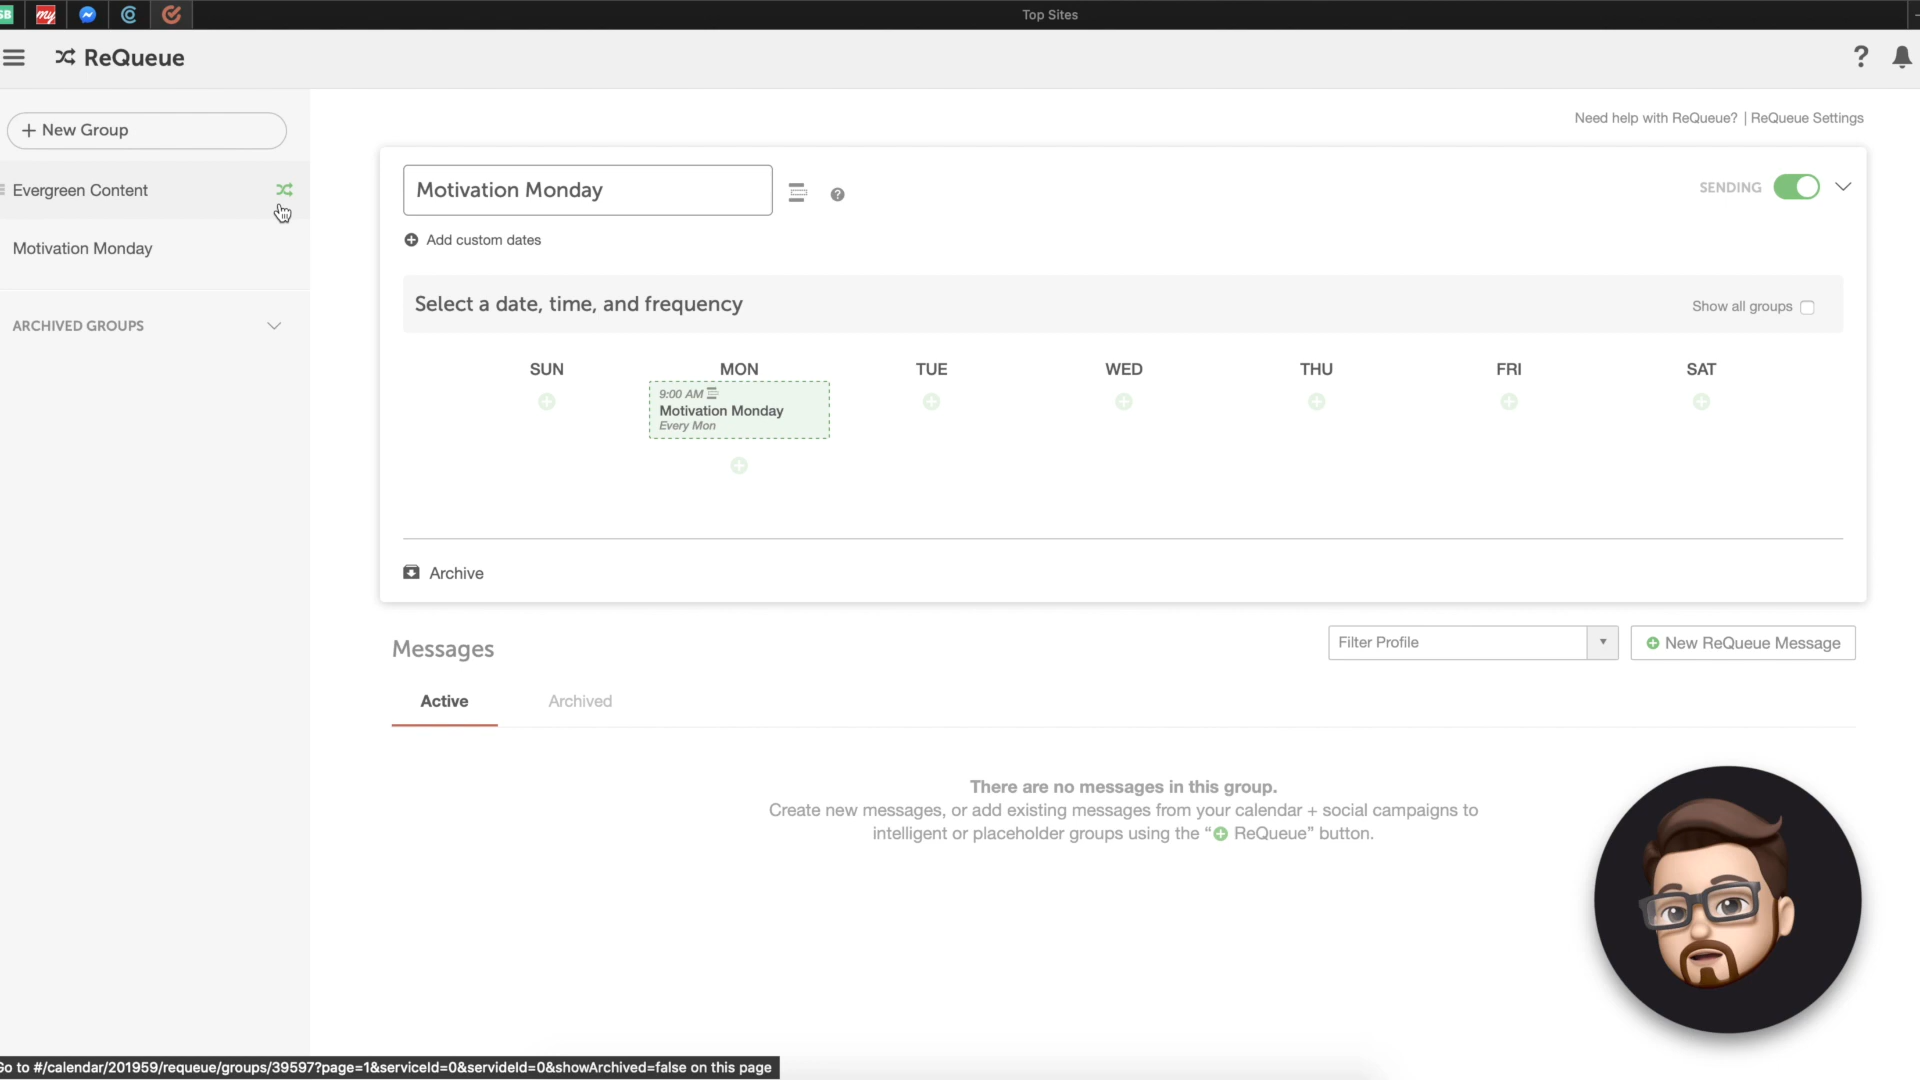 SB
my
Top Sites
ReQueue
?
+ New Group
Need help with ReQueue? | ReQueue Settings
Evergreen Content
Motivation Monday
?
SENDING
Add custom dates
Motivation Monday
Select a date, time, and frequency
Show all groups
ARCHIVED GROUPS
SUN MON TUE WED THU FRI SAT
9:00 AM
Motivation Monday
Every Mon
Archive
Messages
Filter Profile
New ReQueue Message
Active
Archived
There are no messages in this group.
Create new messages, or add existing messages from your calendar + social campaigns to
intelligent or placeholder groups using the “ ReQueue” button.
Go to #/calendar/201959/requeue/groups/39597?page=1&serviceId=0&servideId=0&showArchived=false on this page